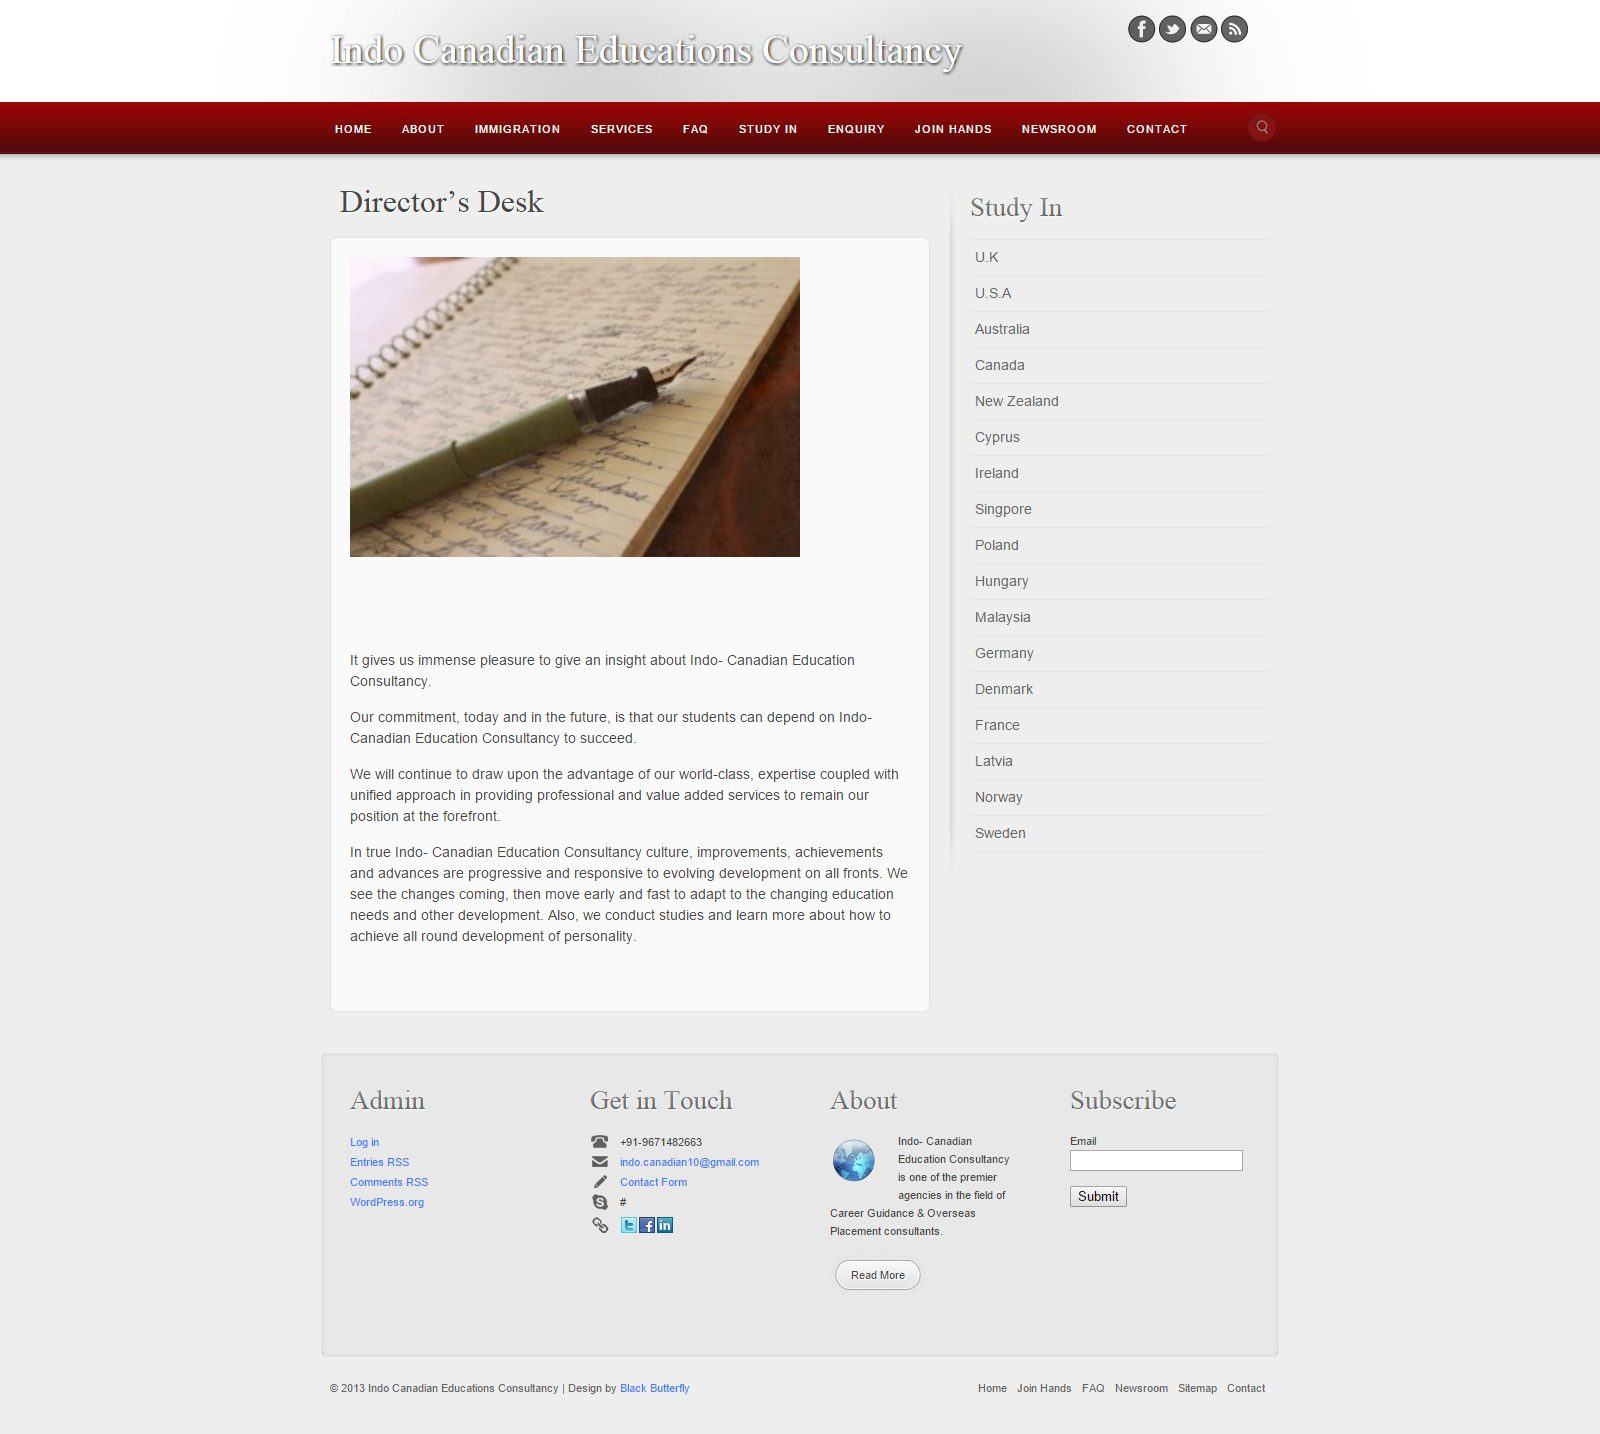 Indo Canadian Educations Consultancy
HOME ABOUT IMMIGRATION SERVICES FAQ STUDY IN ENQUIRY JOIN HANDS NEWSROOM CONTACT
Director’s Desk
It gives us immense pleasure to give an insight about Indo- Canadian Education
Consultancy.
Our commitment, today and in the future, is that our students can depend on Indo-
Canadian Education Consultancy to succeed.
We will continue to draw upon the advantage of our world-class, expertise coupled with
unified approach in providing professional and value added services to remain our
position at the forefront.
In true Indo- Canadian Education Consultancy culture, improvements, achievements
and advances are progressive and responsive to evolving development on all fronts. We
see the changes coming, then move early and fast to adapt to the changing education
needs and other development. Also, we conduct studies and learn more about how to
achieve all round development of personality.
Study In
U.K
U.S.A
Australia
Canada
New Zealand
Cyprus
Ireland
Singpore
Poland
Hungary
Malaysia
Germany
Denmark
France
Latvia
Norway
Sweden
Admin
Log in
Entries RSS
Comments RSS
WordPress.org
Get in Touch
+91-9671482663
indo.canadian10@gmail.com
Contact Form
#
About
Indo- Canadian
Education Consultancy
is one of the premier
agencies in the field of
Career Guidance & Overseas
Placement consultants.
Read More
Subscribe
Email
Submit
© 2013 Indo Canadian Educations Consultancy | Design by Black Butterfly
Home Join Hands FAQ Newsroom Sitemap Contact